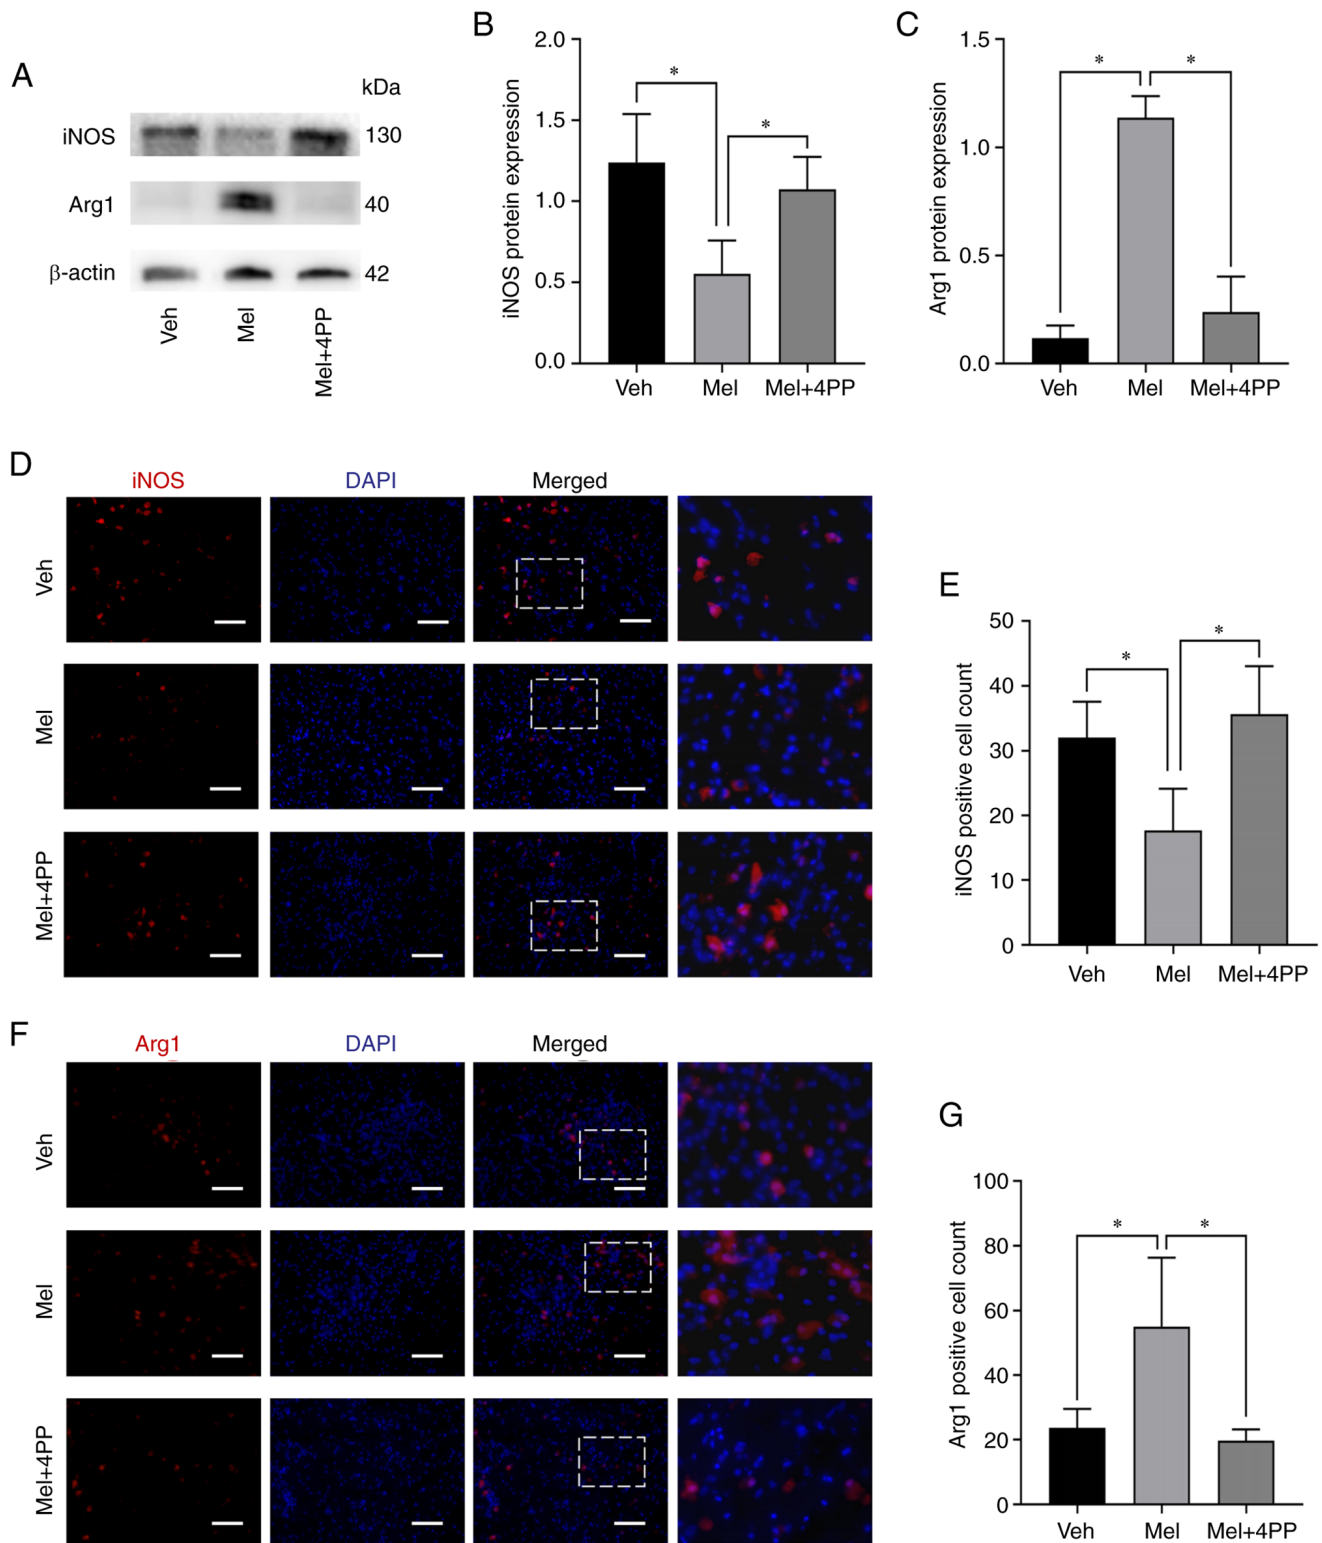 A
kDa
iNOS
130
Arg1
40
β-actin
42
Veh
Mel
Mel+4PP
B
iNOS protein expression
2.0
1.5
1.0
0.5
0.0
*
*
Veh
Mel
Mel+4PP
C
Arg1 protein expression
1.5
1.0
0.5
0.0
*
*
Veh
Mel
Mel+4PP
D
iNOS
DAPI
Merged
Veh
Mel
Mel+4PP
E
iNOS positive cell count
50
40
30
20
10
0
*
*
Veh
Mel
Mel+4PP
F
Arg1
DAPI
Merged
Veh
Mel
Mel+4PP
G
Arg1 positive cell count
100
80
60
40
20
0
*
*
Veh
Mel
Mel+4PP